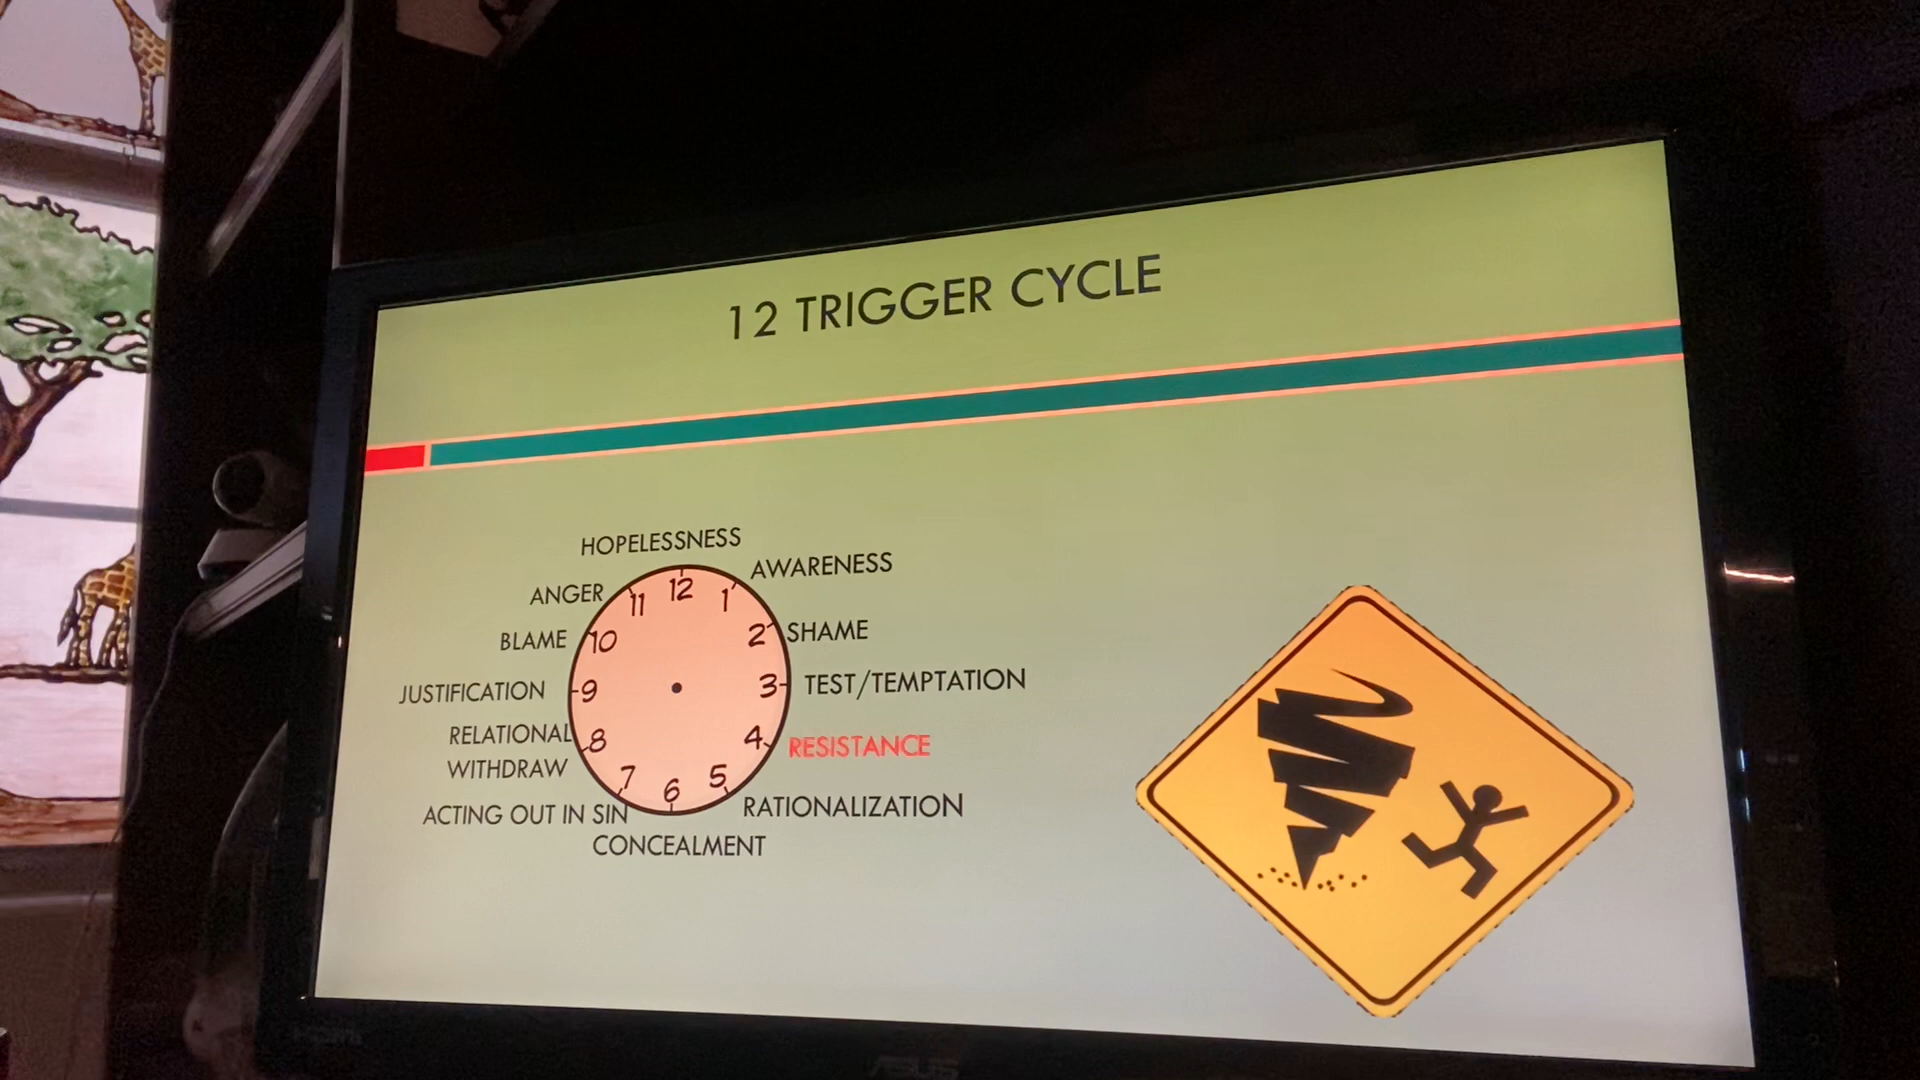 12 TRIGGER CYCLE
HOPELESSNESS
AWARENESS
ANGER
12
11
1
BLAME
10
2
SHAME
JUSTIFICATION
9
3
TEST/TEMPTATION
RELATIONAL
WITHDRAW
8
4
RESISTANCE
7
6
5
ACTING OUT IN SIN
RATIONALIZATION
CONCEALMENT
ASUS